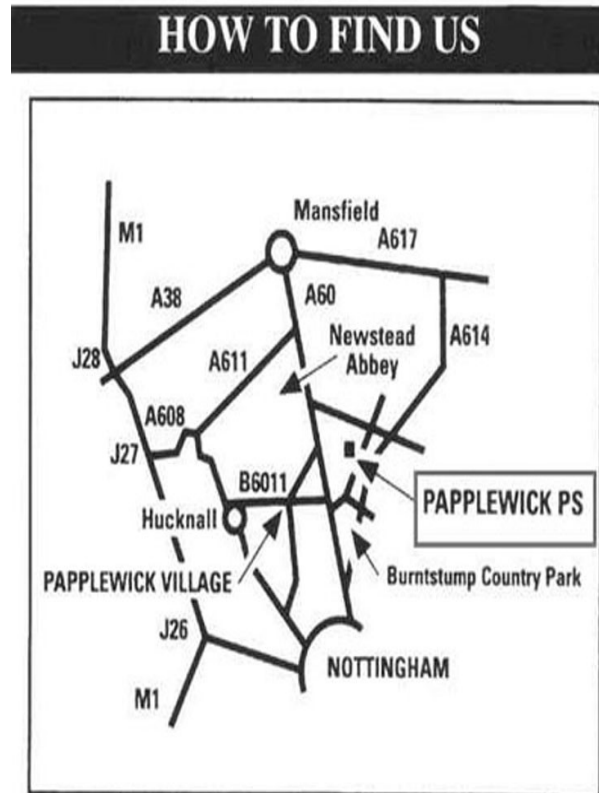 HOW TO FIND US
Mansfield
M1
A617
A38
A60
Newstead
Abbey
A614
J28
A611
A608
J27
B6011
PAPPLEWICK PS
Hucknall
PAPPLEWICK VILLAGE
Burntstump Country Park
J26
NOTTINGHAM
M1